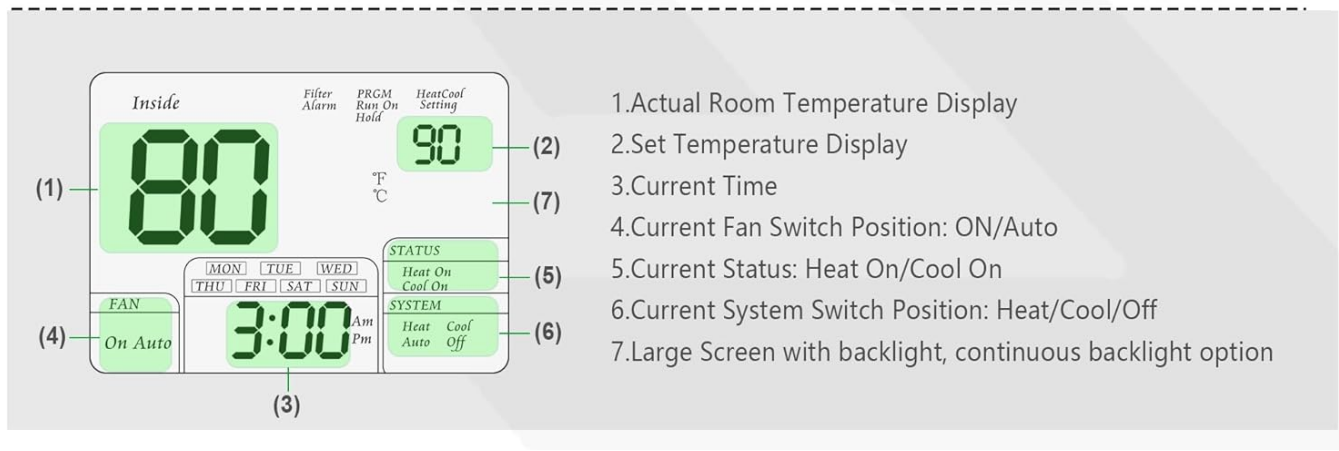 Inside
Filter
Alarm
PRGM
Run On
Hold
HeatCool
Setting
80
90
(1)
(2)
°F
°C
(7)
STATUS
Heat On
Cool On
(5)
MON TUE WED
THU FRI SAT SUN
FAN
On Auto
(4)
3:00
Am
Pm
SYSTEM
Heat Cool
Auto Off
(6)
(3)
1.Actual Room Temperature Display
2.Set Temperature Display
3.Current Time
4.Current Fan Switch Position: ON/Auto
5.Current Status: Heat On/Cool On
6.Current System Switch Position: Heat/Cool/Off
7.Large Screen with backlight, continuous backlight option